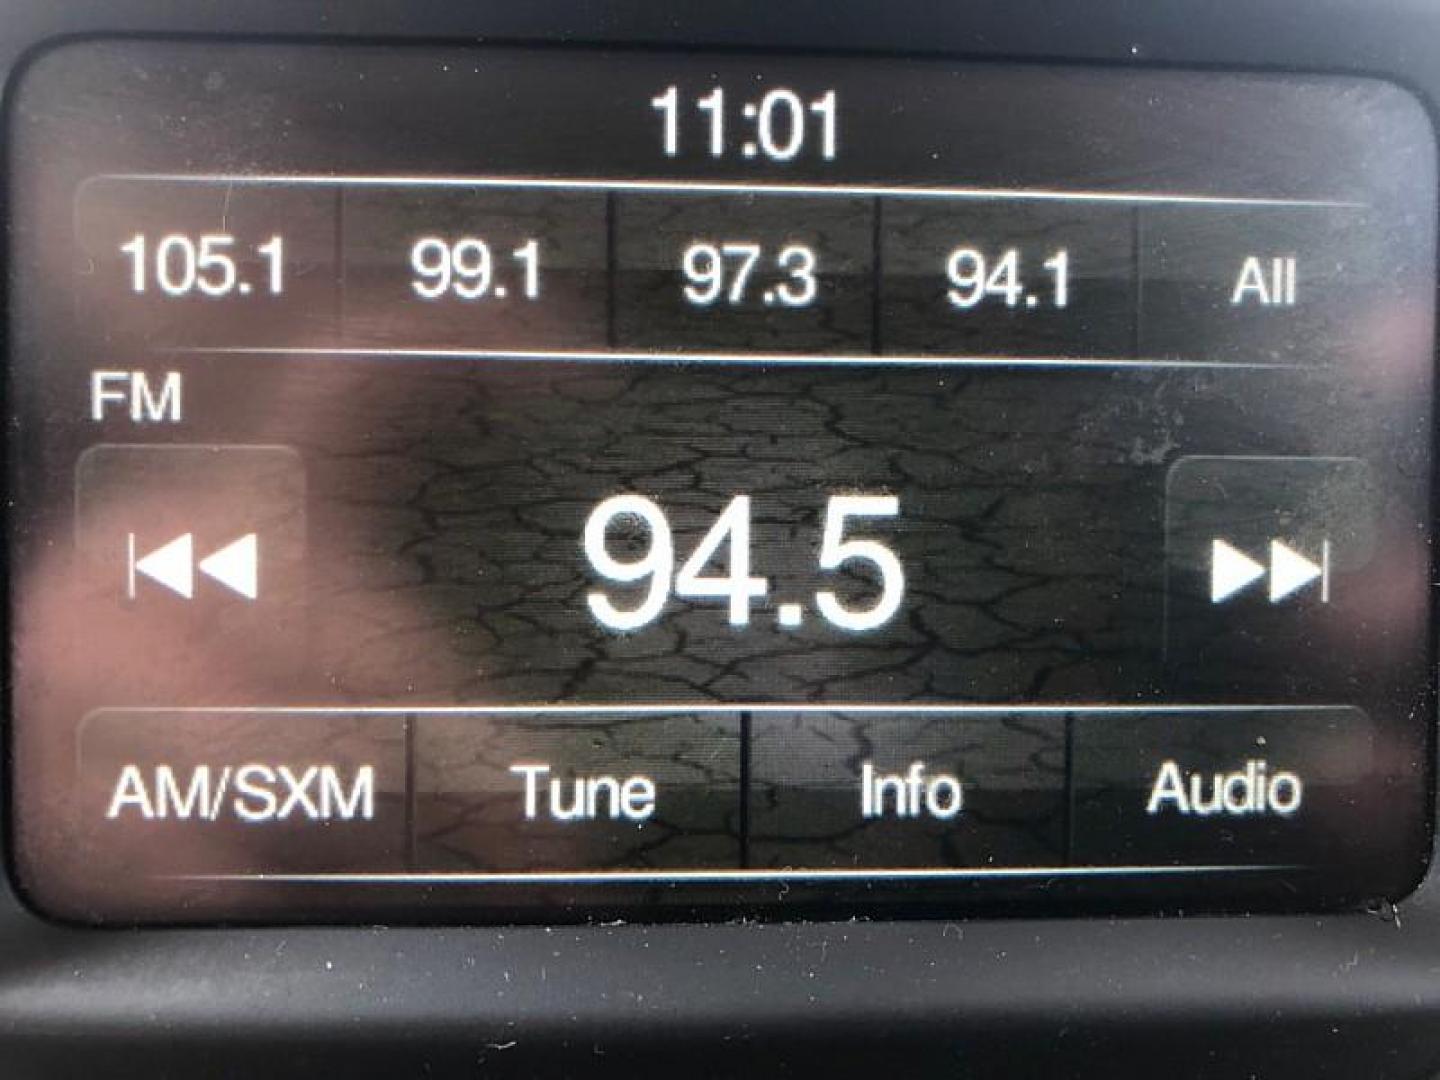 11:01
105.1 99.1 97.3 94.1 All
FM
94.5
AM/SXM Tune Info Audio